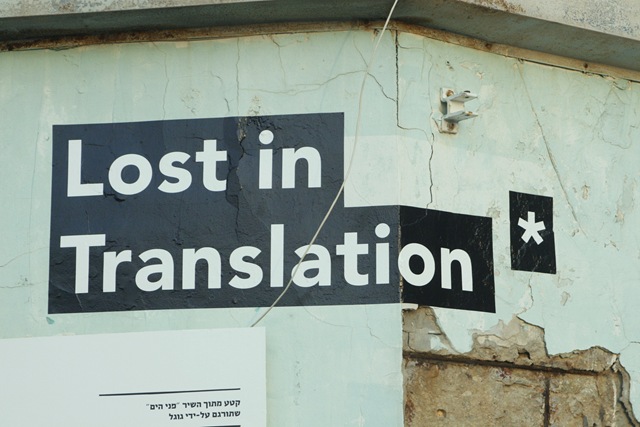 Lost in
Translation*
קטע מתוך השיר "פני הים"
שתורגם על-ידי גוגל